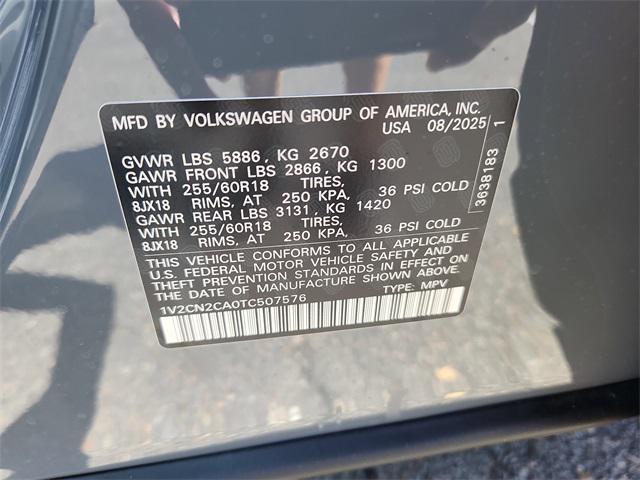 MFD BY VOLKSWAGEN GROUP OF AMERICA, INC.
USA 08/2025
GVWR LBS 5886, KG 2670
GAWR FRONT LBS 2866, KG 1300
WITH 255/60R18 TIRES,
8JX18 RIMS, AT 250 KPA, 36 PSI COLD
GAWR REAR LBS 3131, KG 1420
WITH 255/60R18 TIRES,
8JX18 RIMS, AT 250 KPA, 36 PSI COLD
THIS VEHICLE CONFORMS TO ALL APPLICABLE
U.S. FEDERAL MOTOR VEHICLE SAFETY AND
THEFT PREVENTION STANDARDS IN EFFECT ON
THE DATE OF MANUFACTURE SHOWN ABOVE.
1V2CN2CA0TC507576 TYPE: MPV
3638183 1